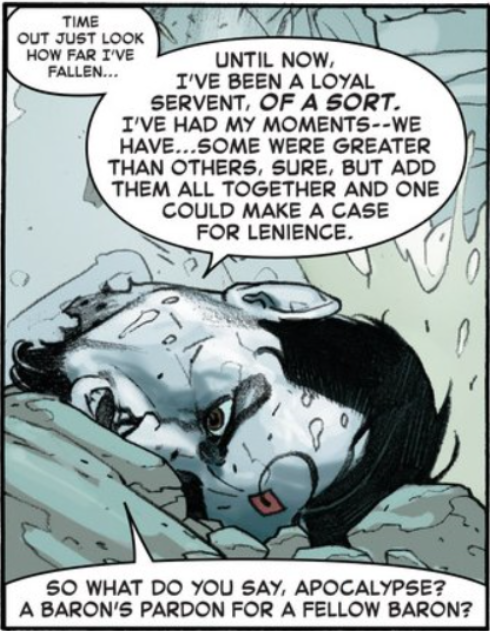 TIME
OUT JUST LOOK
HOW FAR I'VE
FALLEN...
UNTIL NOW,
I'VE BEEN A LOYAL
SERVENT, OF A SORT.
I'VE HAD MY MOMENTS--WE
HAVE...SOME WERE GREATER
THAN OTHERS, SURE, BUT ADD
THEM ALL TOGETHER AND ONE
COULD MAKE A CASE
FOR LENIENCE.
SO WHAT DO YOU SAY, APOCALYPSE?
A BARON'S PARDON FOR A FELLOW BARON?